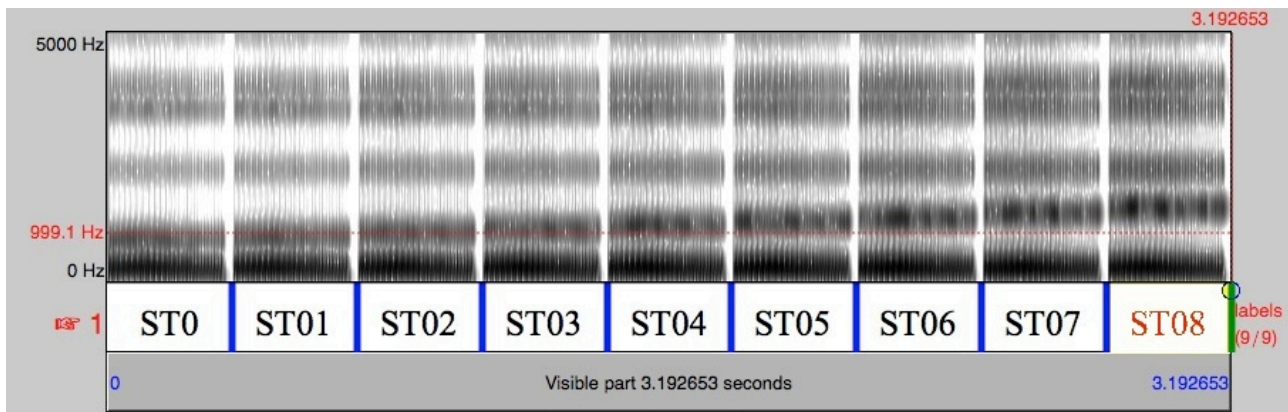 3.192653
5000 Hz
999.1 Hz
0 Hz
☞ 1 ST0 ST01 ST02 ST03 ST04 ST05 ST06 ST07 ST08 labels
(9/9)
0 Visible part 3.192653 seconds 3.192653